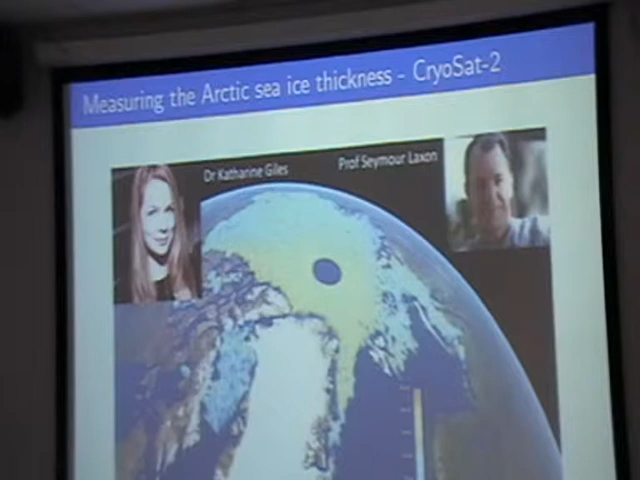 Measuring the Arctic sea ice thickness - CryoSat-2
Dr Katharine Giles
Prof Seymour Laxon